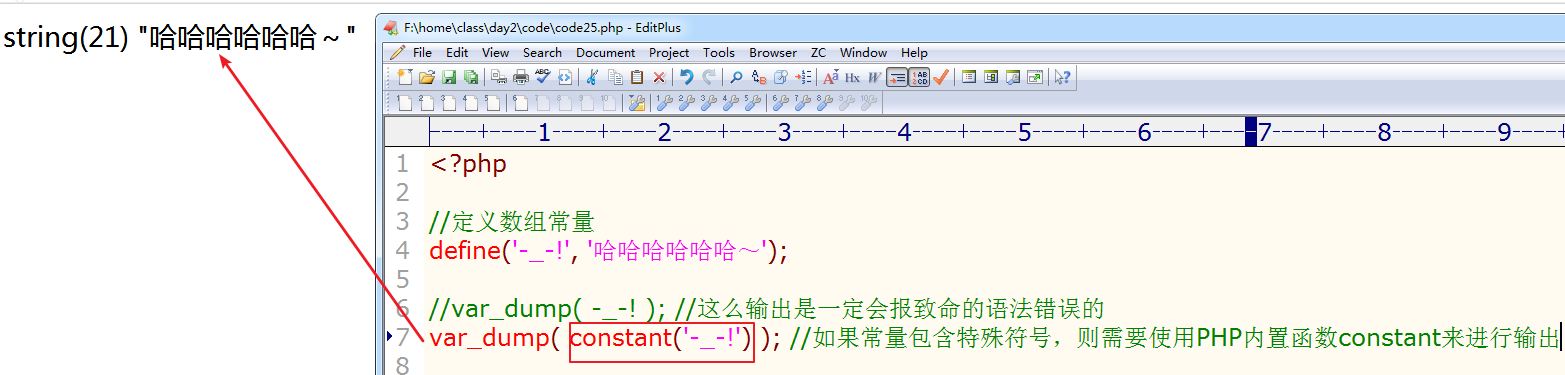 string(21) "哈哈哈哈哈哈～"
F:\home\class\day2\code\code25.php - EditPlus
File Edit View Search Document Project Tools Browser ZC Window Help
----+----1----+----2----+----3----+----4----+----5----+----6----+----7----+----8----+----9----+
1 <?php
2
3 //定义数组常量
4 define('-_-!', '哈哈哈哈哈哈～');
5
6 //var_dump( -_-! ); //这么输出是一定会报致命的语法错误的
7 var_dump( constant('-_-!') ); //如果常量包含特殊符号，则需要使用PHP内置函数constant来进行输出
8